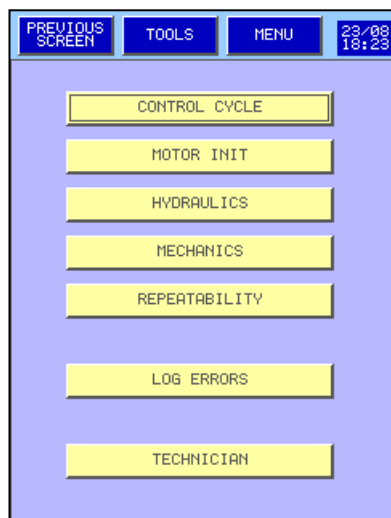 PREVIOUS
SCREEN
TOOLS
MENU
23/08
18:23
CONTROL CYCLE
MOTOR INIT
HYDRAULICS
MECHANICS
REPEATABILITY
LOG ERRORS
TECHNICIAN